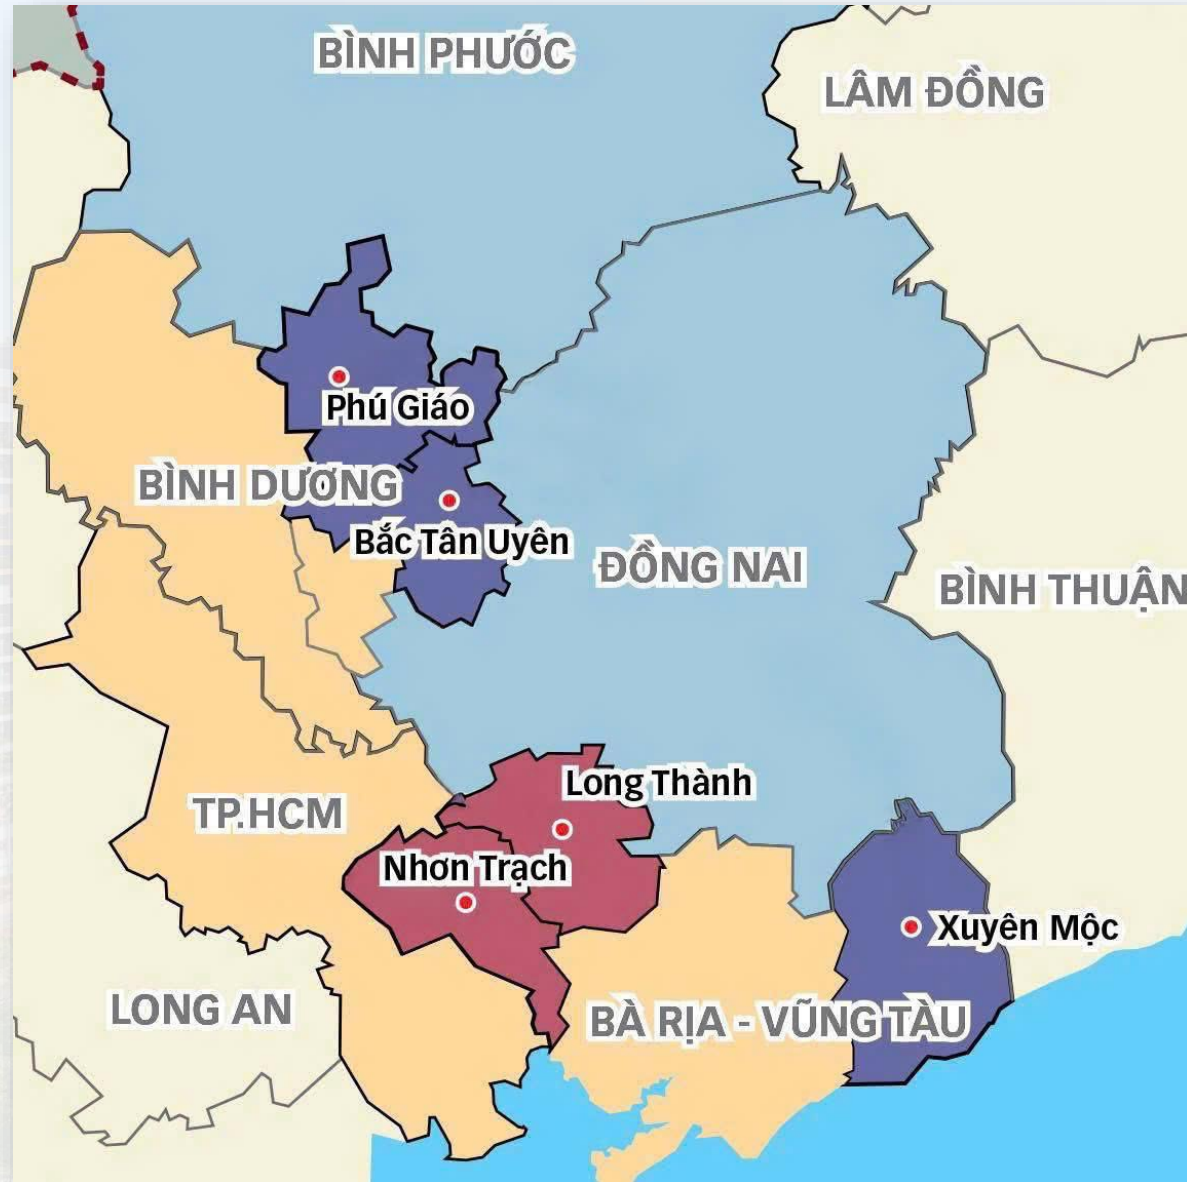 BÌNH PHƯỚC
LÂM ĐỒNG
Phú Giáo
BÌNH DƯƠNG
Bắc Tân Uyên
ĐỒNG NAI
BÌNH THUẬN
Long Thành
TP.HCM
Nhơn Trạch
Xuyên Mộc
LONG AN
BÀ RỊA - VŨNG TÀU